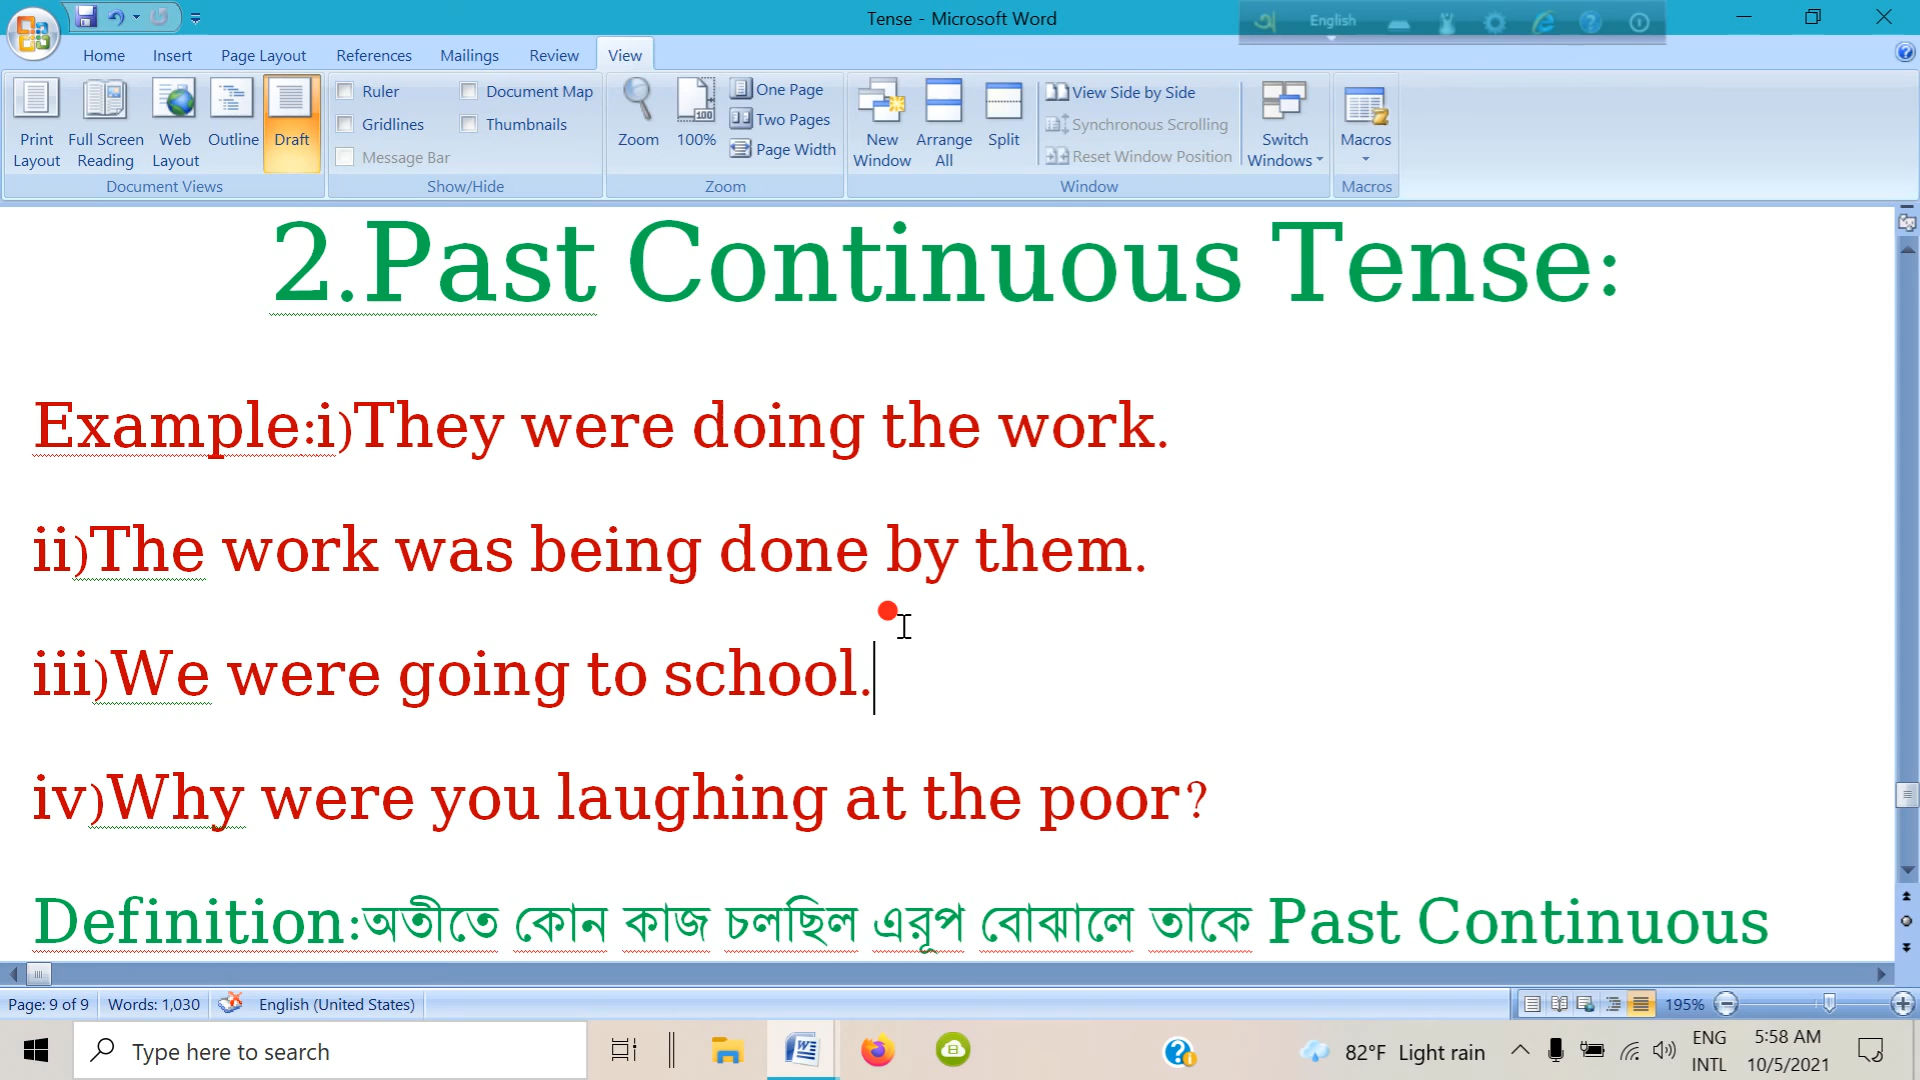 Tense - Microsoft Word
অ English
Home Insert Page Layout References Mailings Review View
Print Layout
Full Screen Reading
Web Layout
Outline
Draft
Document Views
Ruler
Gridlines
Message Bar
Document Map
Thumbnails
Show/Hide
Zoom
100%
One Page
Two Pages
Page Width
Zoom
New Window
Arrange All
Split
View Side by Side
Synchronous Scrolling
Reset Window Position
Window
Switch Windows
Macros
Macros
2.Past Continuous Tense:
Example:i)They were doing the work.
ii)The work was being done by them.
iii)We were going to school.
iv)Why were you laughing at the poor?
Definition:অতীতে কোন কাজ চলছিল এরূপ বোঝালে তাকে Past Continuous
Page: 9 of 9 Words: 1,030 English (United States) 195%
Type here to search
82°F Light rain
ENG
INTL
5:58 AM
10/5/2021